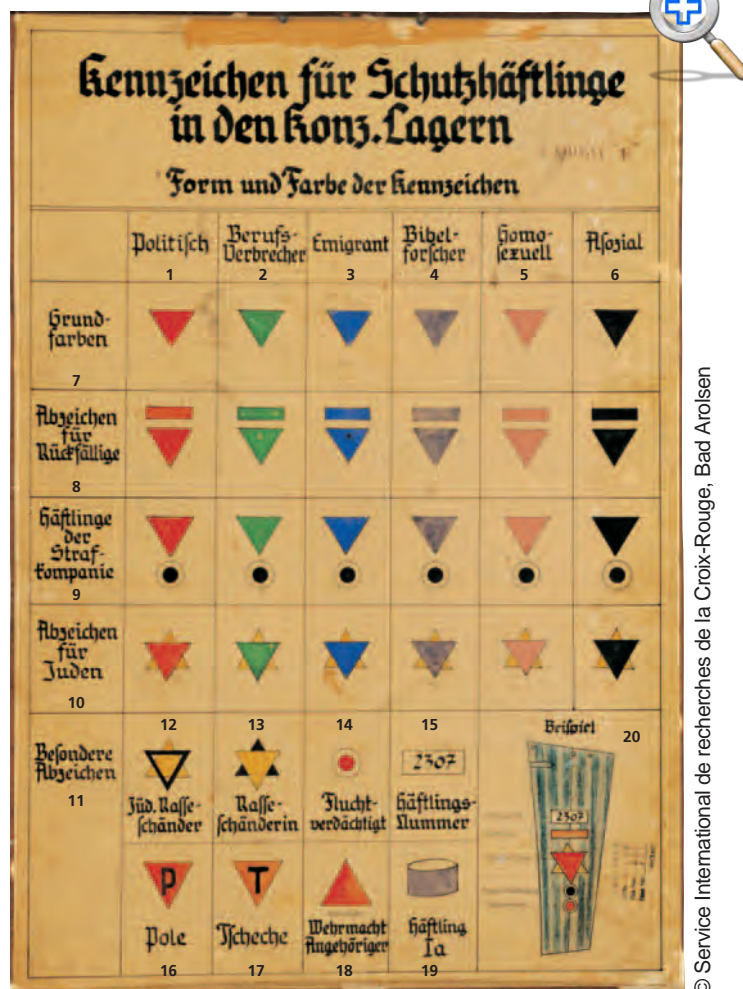 Kennzeichen für Schutzhäftlinge
in den Konz.Lagern
Form und Farbe der Kennzeichen
Politisch
1
Berufs-
Verbrecher
2
Emigrant
3
Bibel-
forscher
4
Homo-
sexuell
5
Asozial
6
Grund-
farben
7
Abzeichen
für
Rückfällige
8
Häftlinge
der
Straf-
kompanie
9
Abzeichen
für
Juden
10
Besondere
Abzeichen
11
12
Jüd. Rasse-
schänder
13
Rasse-
schänderin
14
Flucht-
verdächtigt
15
2307
Häftlings-
Nummer
P
Pole
16
T
Tscheche
17
Wehrmacht
Angehöriger
18
Häftling
Ia
19
Beispiel
20
2307
© Service International de recherches de la Croix-Rouge, Bad Arolsen